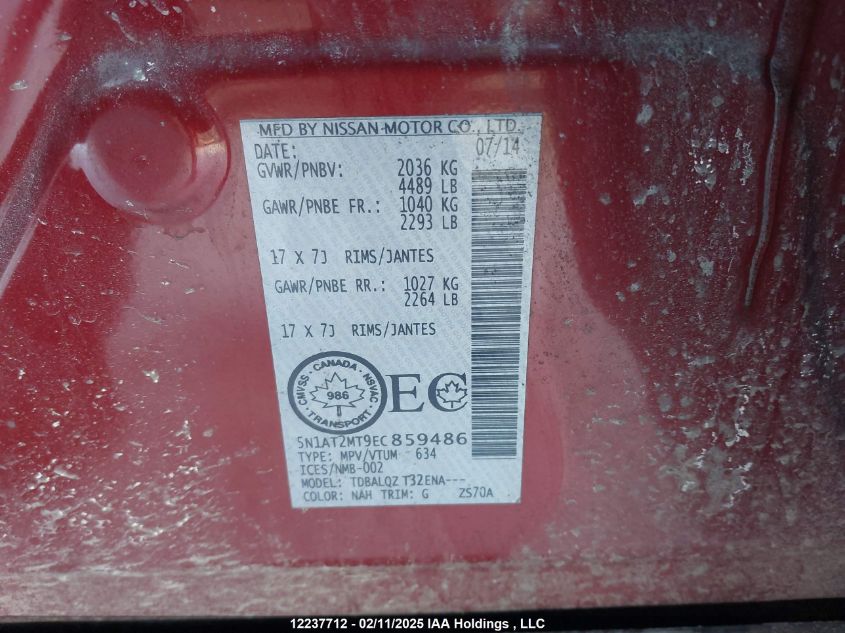 MFD BY NISSAN MOTOR CO., LTD.
DATE: 07/14
GVWR/PNBV: 2036 KG
4489 LB
GAWR/PNBE FR.: 1040 KG
2293 LB
17 X 7J RIMS/JANTES
GAWR/PNBE RR.: 1027 KG
2264 LB
17 X 7J RIMS/JANTES
CMVSS · CANADA · NSVAC
986
TRANSPORT
EC
5N1AT2MT9EC859486
TYPE: MPV/VTUM 634
ICES/NMB-002
MODEL: TDBALQZ T32ENA---
COLOR: NAH TRIM: G ZS70A
12237712 - 02/11/2025 IAA Holdings , LLC